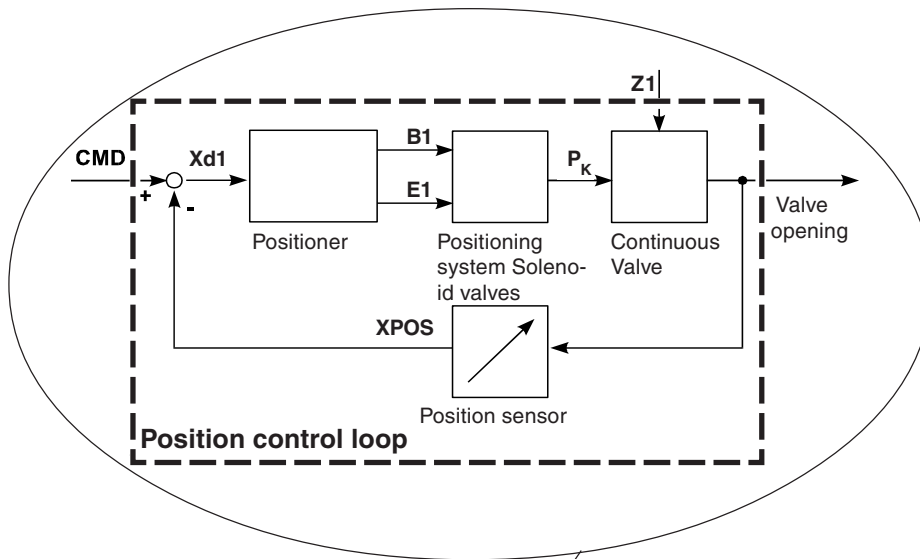 Z1
CMD
Xd1
B1
P_K
+
-
E1
Positioner
Positioning
system Soleno-
id valves
Continuous
Valve
Valve
opening
XPOS
Position sensor
Position control loop